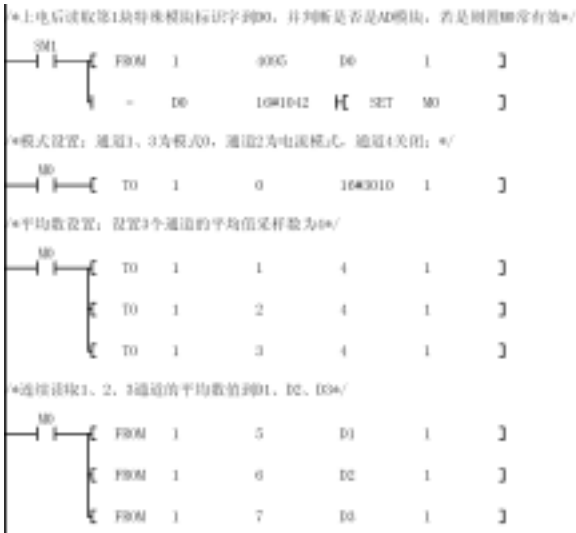 /*上电后读取第1块特殊模块标识字到D0, 并判断是否是AD模块, 若是则置M0常有效*/
SM1
[ FROM 1 4095 D0 1 ]
[ = D0 16#1042 ][ SET M0 ]
/*模式设置: 通道1、3为模式0, 通道2为电流模式, 通道4关闭; */
M0
[ TO 1 0 16#3010 1 ]
/*平均数设置: 设置3个通道的平均值采样数为4*/
M0
[ TO 1 1 4 1 ]
[ TO 1 2 4 1 ]
[ TO 1 3 4 1 ]
/*连续读取1、2、3通道的平均数值到D1、D2、D3*/
M0
[ FROM 1 5 D1 1 ]
[ FROM 1 6 D2 1 ]
[ FROM 1 7 D3 1 ]